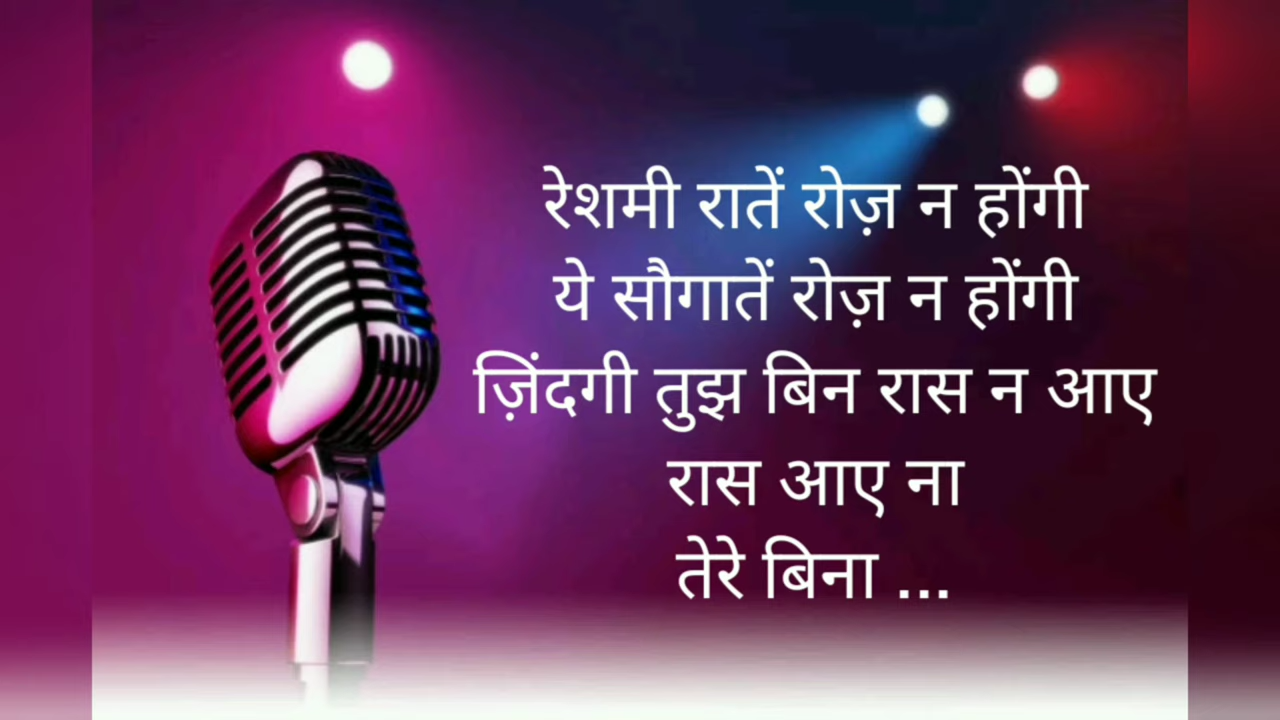 रेशमी रातें रोज़ न होंगी
ये सौगातें रोज़ न होंगी
ज़िंदगी तुझ बिन रास न आए
रास आए ना
तेरे बिना ...